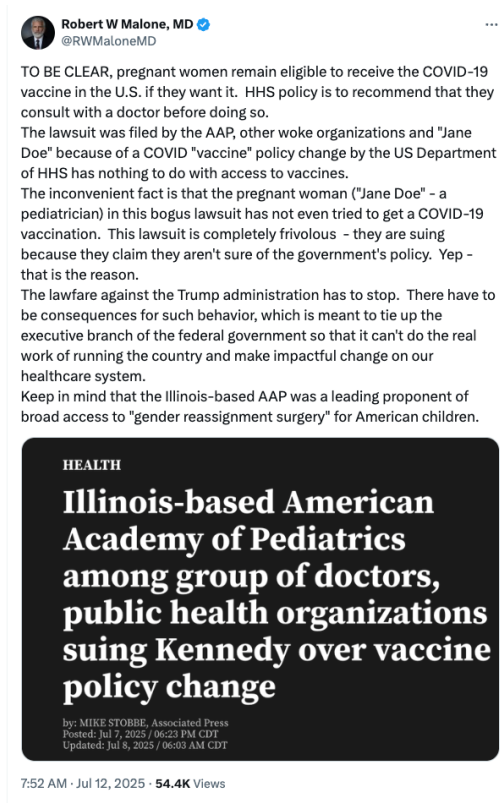 Robert W Malone, MD
@RWMaloneMD
TO BE CLEAR, pregnant women remain eligible to receive the COVID-19
vaccine in the U.S. if they want it.  HHS policy is to recommend that they
consult with a doctor before doing so.
The lawsuit was filed by the AAP, other woke organizations and "Jane
Doe" because of a COVID "vaccine" policy change by the US Department
of HHS has nothing to do with access to vaccines.
The inconvenient fact is that the pregnant woman ("Jane Doe" - a
pediatrician) in this bogus lawsuit has not even tried to get a COVID-19
vaccination.  This lawsuit is completely frivolous  - they are suing
because they claim they aren't sure of the government's policy.  Yep -
that is the reason.
The lawfare against the Trump administration has to stop.  There have to
be consequences for such behavior, which is meant to tie up the
executive branch of the federal government so that it can't do the real
work of running the country and make impactful change on our
healthcare system.
Keep in mind that the Illinois-based AAP was a leading proponent of
broad access to "gender reassignment surgery" for American children.
HEALTH
Illinois-based American
Academy of Pediatrics
among group of doctors,
public health organizations
suing Kennedy over vaccine
policy change
by: MIKE STOBBE, Associated Press
Posted: Jul 7, 2025 / 06:23 PM CDT
Updated: Jul 8, 2025 / 06:03 AM CDT
7:52 AM · Jul 12, 2025 · 54.4K Views